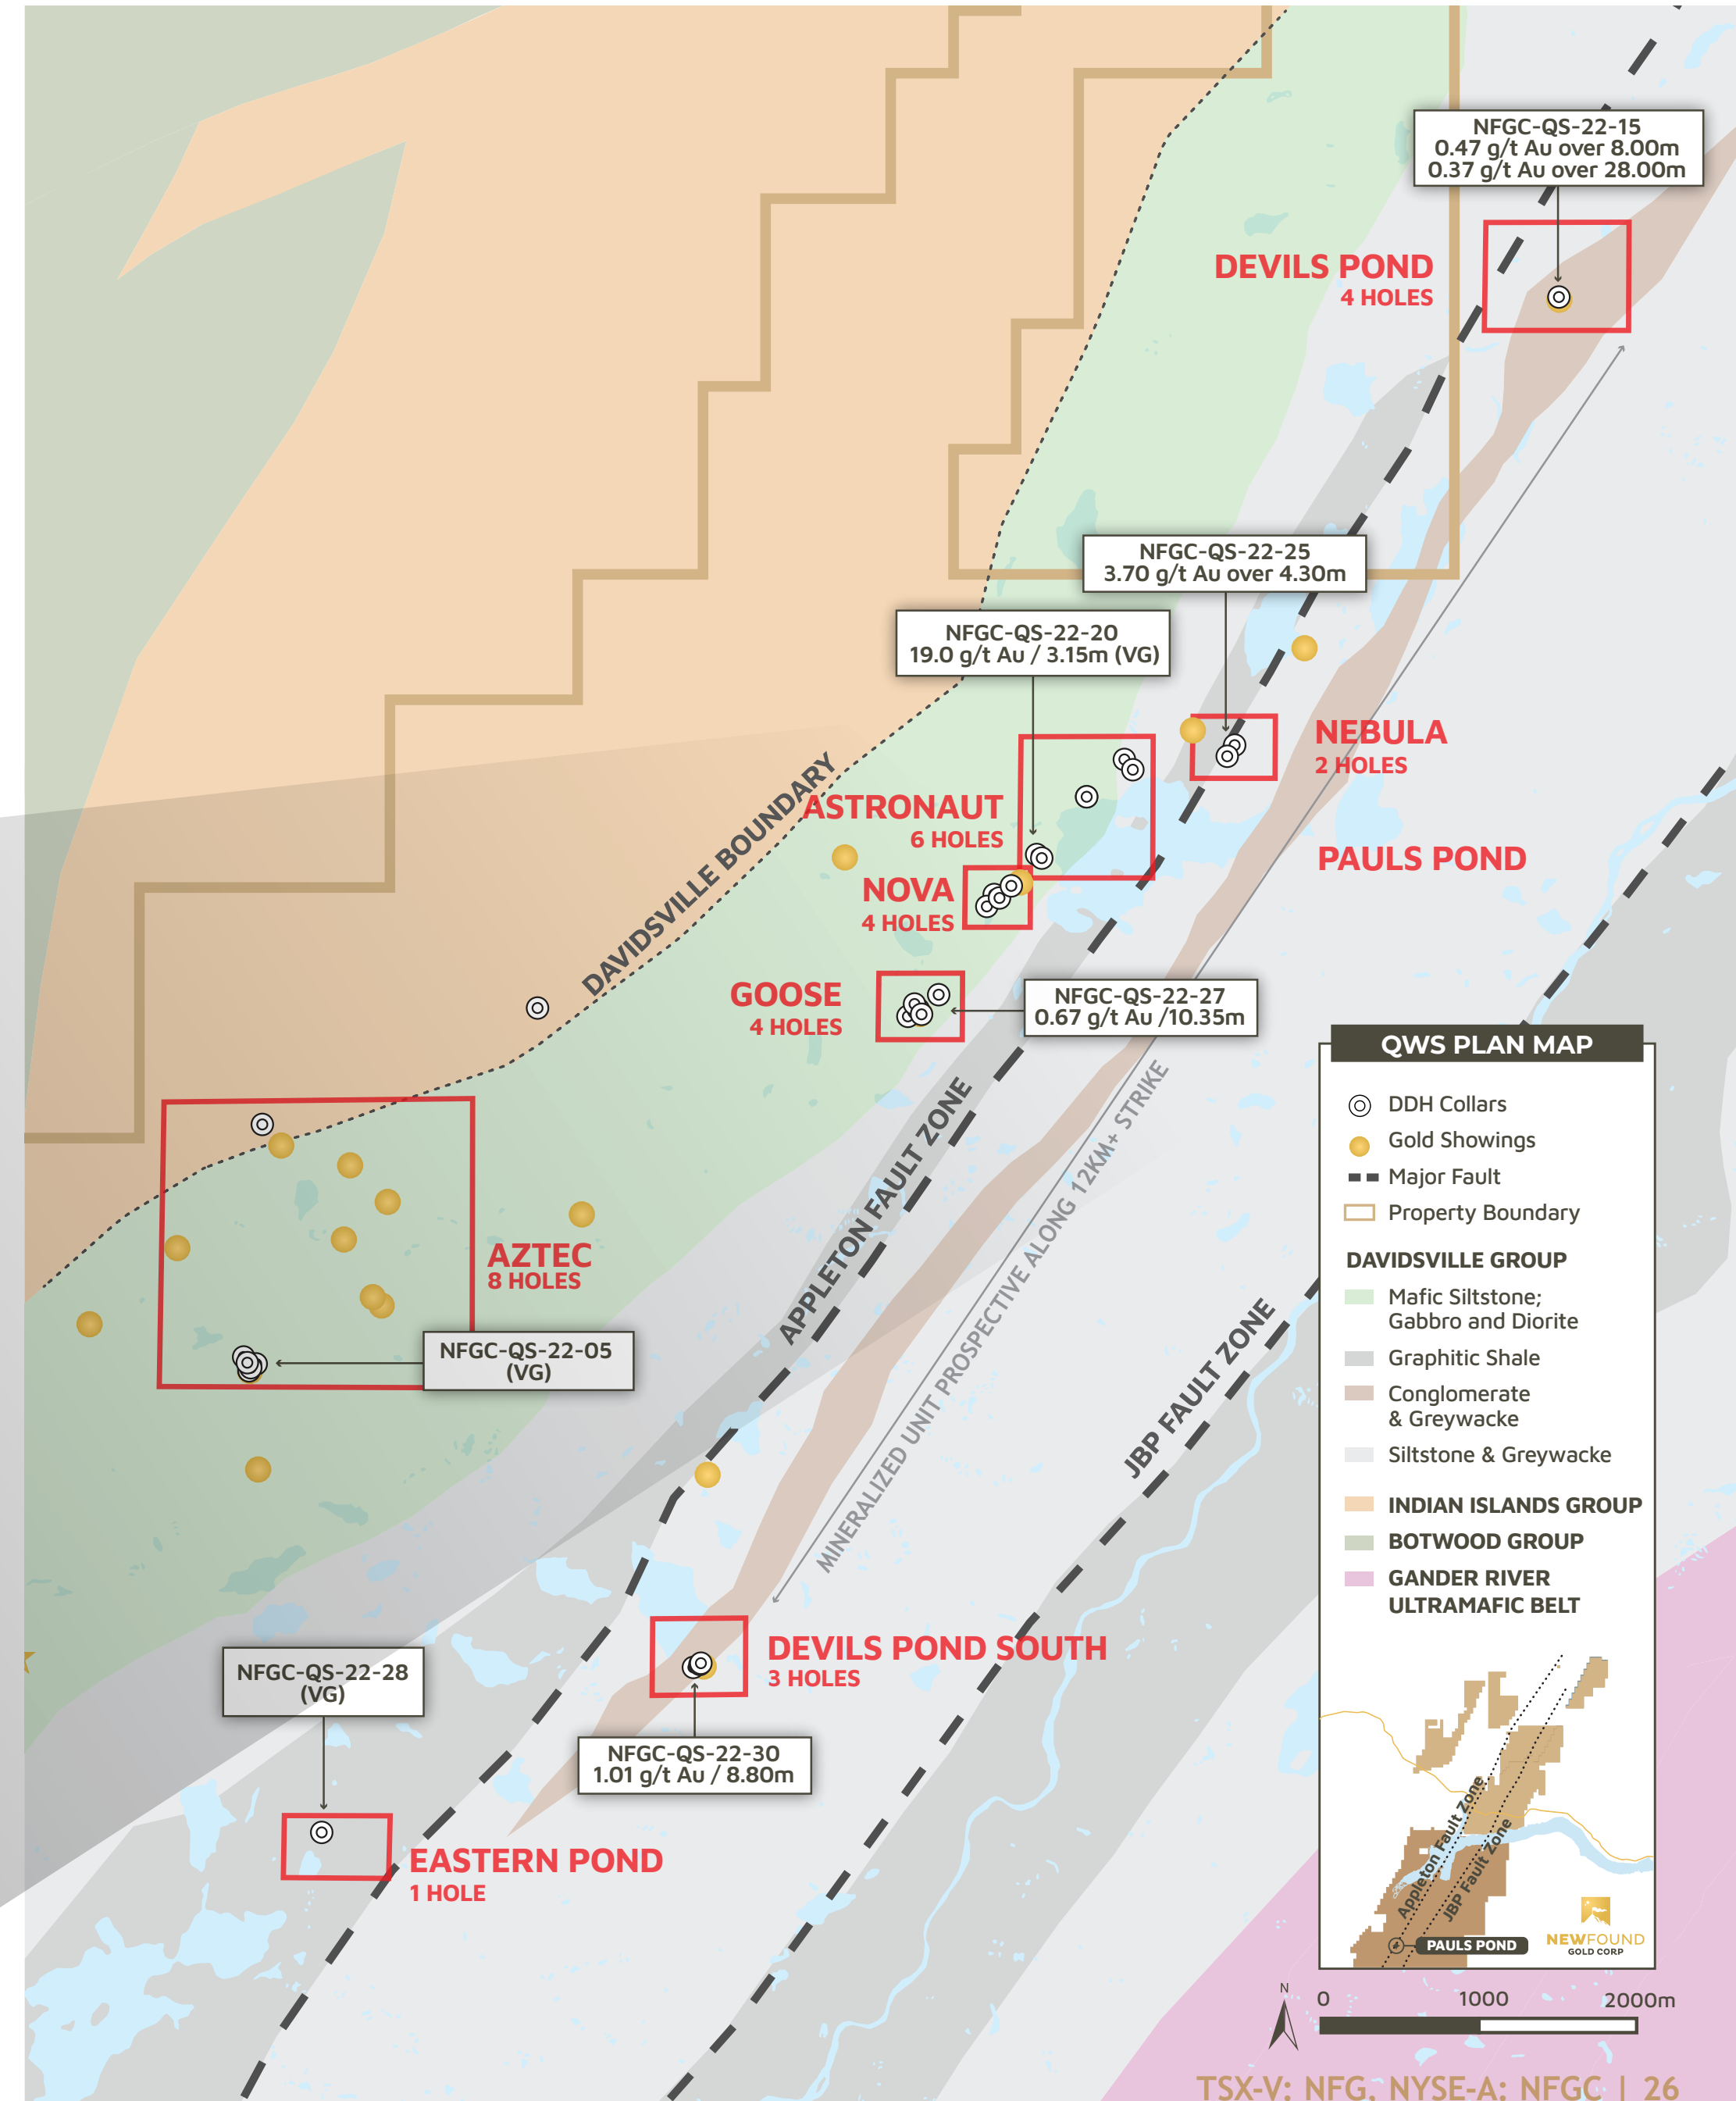 NFGC-QS-22-15
0.47 g/t Au over 8.00m
0.37 g/t Au over 28.00m
DEVILS POND
4 HOLES
NFGC-QS-22-25
3.70 g/t Au over 4.30m
NFGC-QS-22-20
19.0 g/t Au / 3.15m (VG)
NEBULA
2 HOLES
DAVIDSVILLE BOUNDARY
ASTRONAUT
6 HOLES
PAULS POND
NOVA
4 HOLES
GOOSE
4 HOLES
NFGC-QS-22-27
0.67 g/t Au /10.35m
APPLETON FAULT ZONE
MINERALIZED UNIT PROSPECTIVE ALONG 12KM+ STRIKE
JBP FAULT ZONE
AZTEC
8 HOLES
NFGC-QS-22-05
(VG)
DEVILS POND SOUTH
3 HOLES
NFGC-QS-22-28
(VG)
NFGC-QS-22-30
1.01 g/t Au / 8.80m
EASTERN POND
1 HOLE
QWS PLAN MAP
DDH Collars
Gold Showings
Major Fault
Property Boundary
DAVIDSVILLE GROUP
Mafic Siltstone;
Gabbro and Diorite
Graphitic Shale
Conglomerate
& Greywacke
Siltstone & Greywacke
INDIAN ISLANDS GROUP
BOTWOOD GROUP
GANDER RIVER
ULTRAMAFIC BELT
Appleton Fault Zone
JBP Fault Zone
PAULS POND
NEWFOUND
GOLD CORP
N
0 1000 2000m
TSX-V: NFG, NYSE-A: NFGC | 26